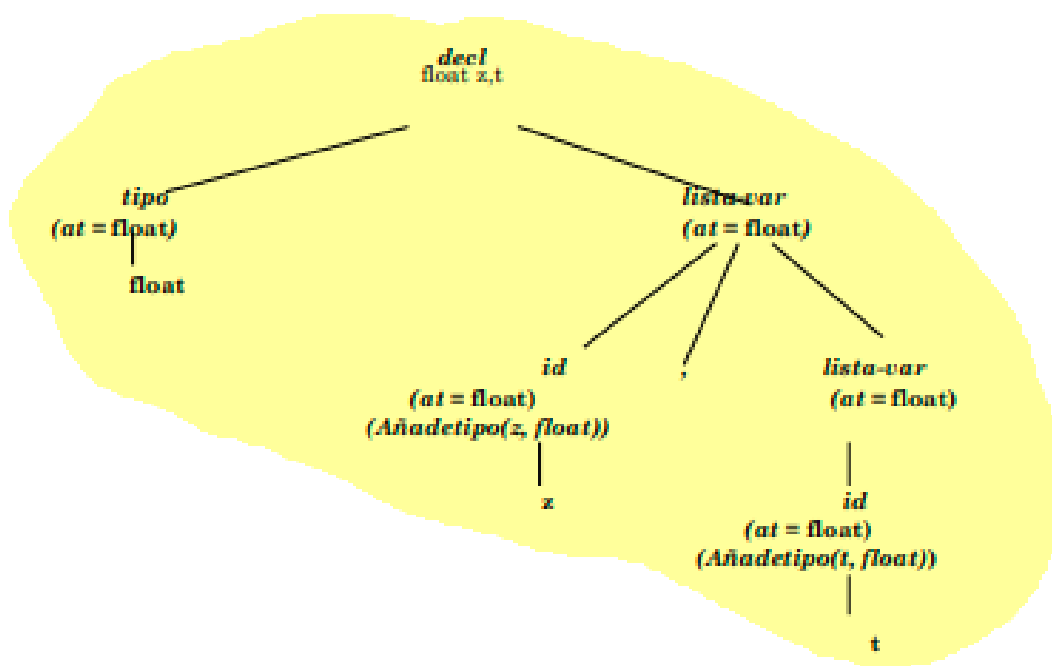 decl
float z,t
tipo
(at = float)
float
lista-var
(at = float)
id
(at = float)
(Añadetipo(z, float))
z
,
lista-var
(at = float)
id
(at = float)
(Añadetipo(t, float))
t